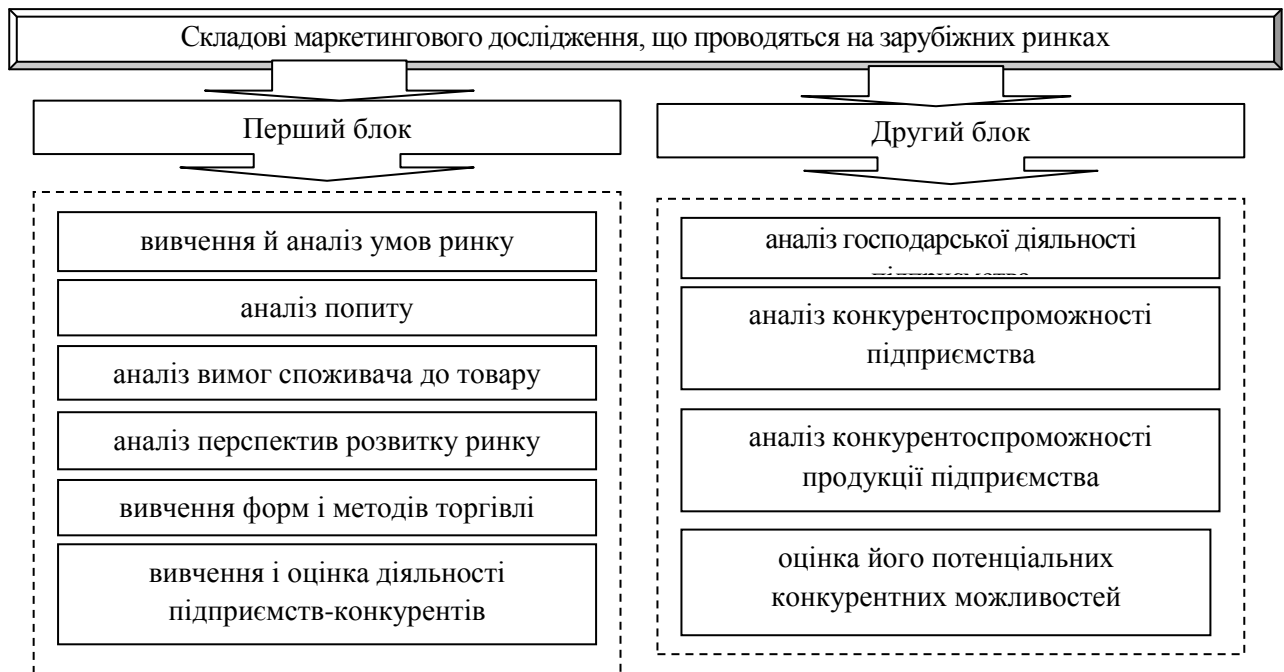 Складові маркетингового дослідження, що проводяться на зарубіжних ринках
Перший блок
вивчення й аналіз умов ринку
аналіз попиту
аналіз вимог споживача до товару
аналіз перспектив розвитку ринку
вивчення форм і методів торгівлі
вивчення і оцінка діяльності
підприємств-конкурентів
Другий блок
аналіз господарської діяльності
аналіз конкурентоспроможності
підприємства
аналіз конкурентоспроможності
продукції підприємства
оцінка його потенціальних
конкурентних можливостей